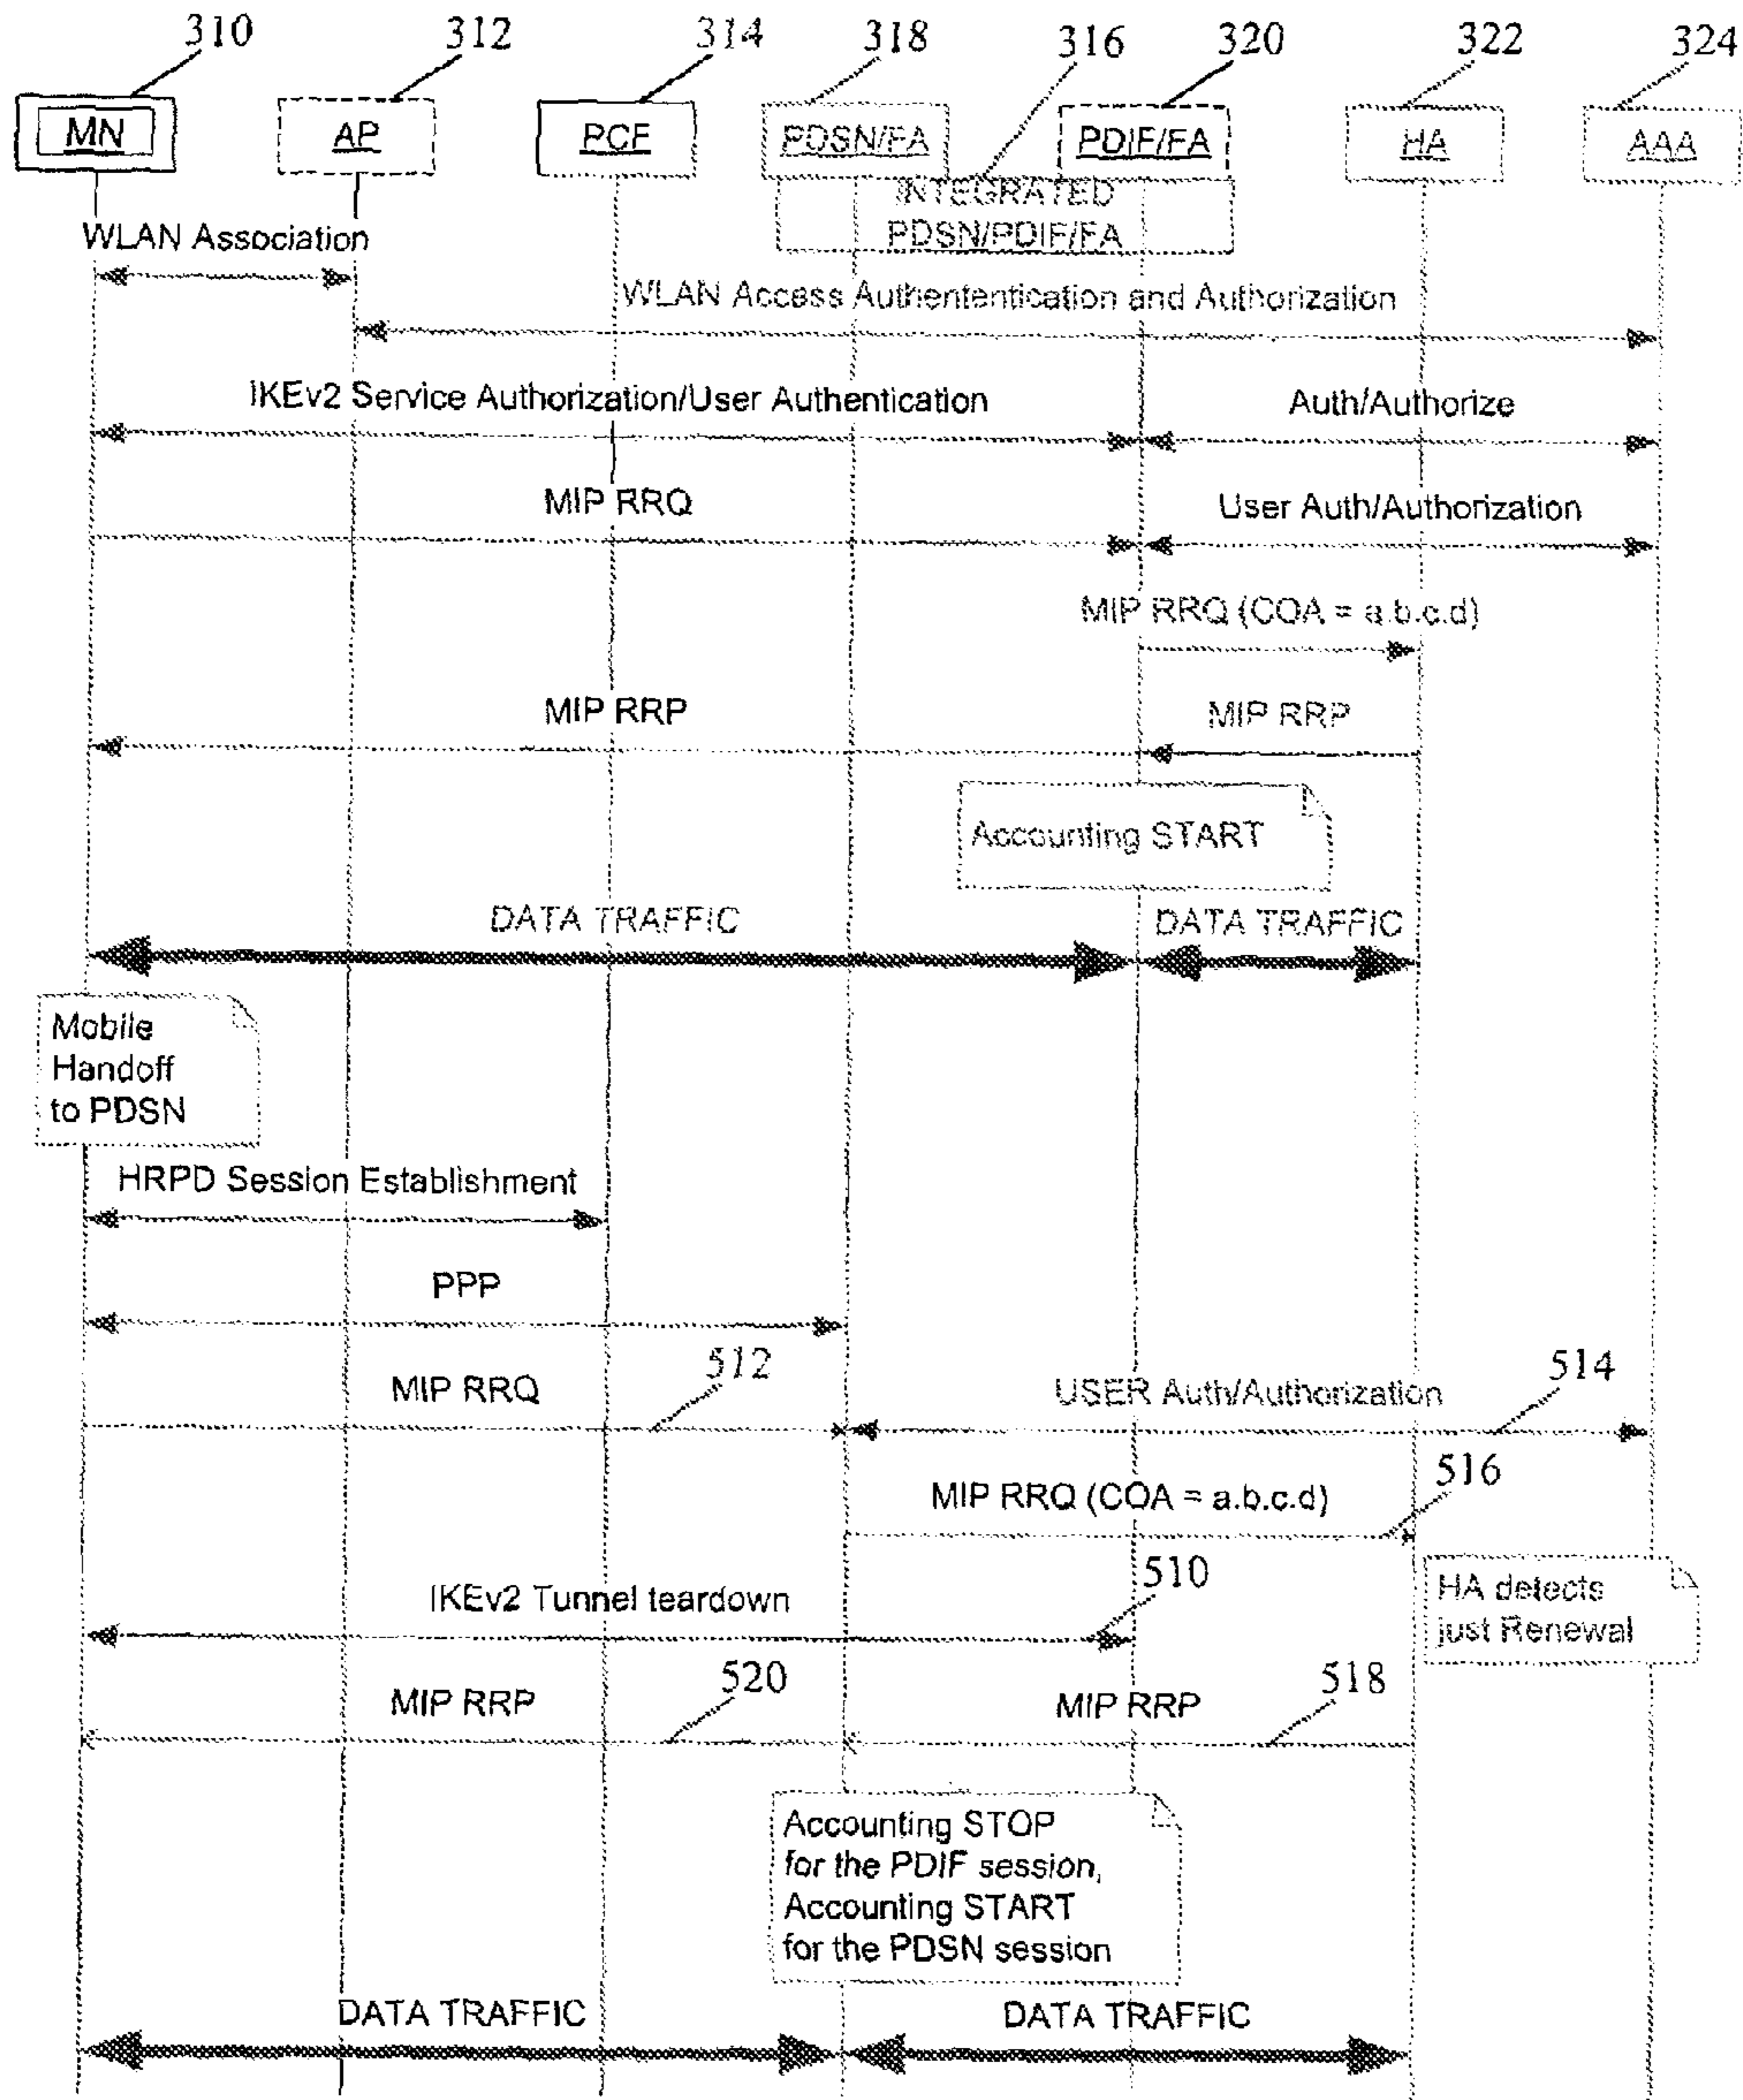 310 312 314 318 316 320 322 324
MN AP PCF PDSN/FA PDIF/FA HA AAA
INTEGRATED
PDSN/PDIF/FA
WLAN Association
WLAN Access Authententication and Authorization
IKEv2 Service Authorization/User Authentication Auth/Authorize
MIP RRQ User Auth/Authorization
MIP RRQ (COA = a.b.c.d)
MIP RRP MIP RRP
Accounting START
DATA TRAFFIC DATA TRAFFIC
Mobile
Handoff
to PDSN
HRPD Session Establishment
PPP
MIP RRQ 512 USER Auth/Authorization 514
MIP RRQ (COA = a.b.c.d) 516
IKEv2 Tunnel teardown 510
HA detects
just Renewal
MIP RRP 520 MIP RRP 518
Accounting STOP
for the PDIF session,
Accounting START
for the PDSN session
DATA TRAFFIC DATA TRAFFIC